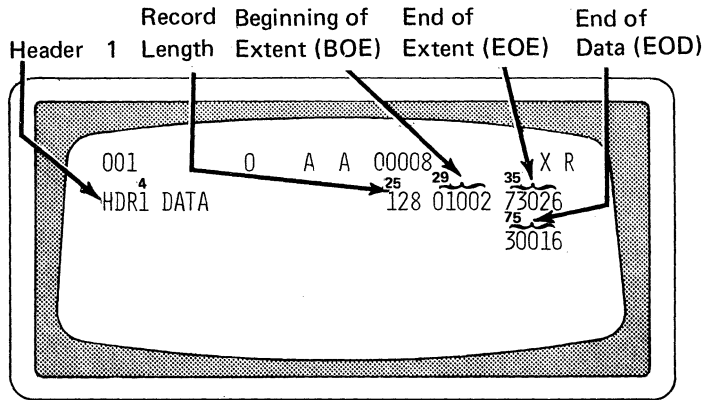 Record Beginning of End of End of
Header 1 Length Extent (BOE) Extent (EOE) Data (EOD)
001 0 A A 00008 X R
4 25 29 35
HDR1 DATA 128 01002 73026
75
30016